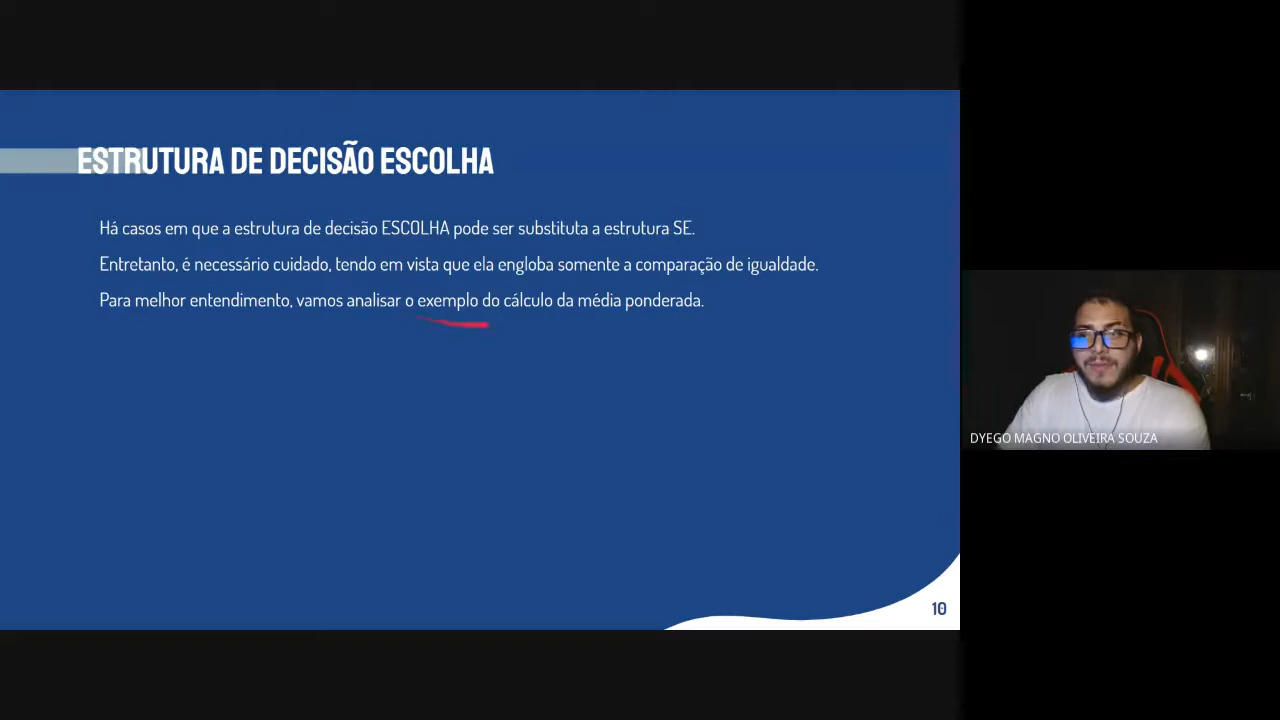 ESTRUTURA DE DECISÃO ESCOLHA
Há casos em que a estrutura de decisão ESCOLHA pode ser substituta a estrutura SE.
Entretanto, é necessário cuidado, tendo em vista que ela engloba somente a comparação de igualdade.
Para melhor entendimento, vamos analisar o exemplo do cálculo da média ponderada.
DYEGO MAGNO OLIVEIRA SOUZA
10